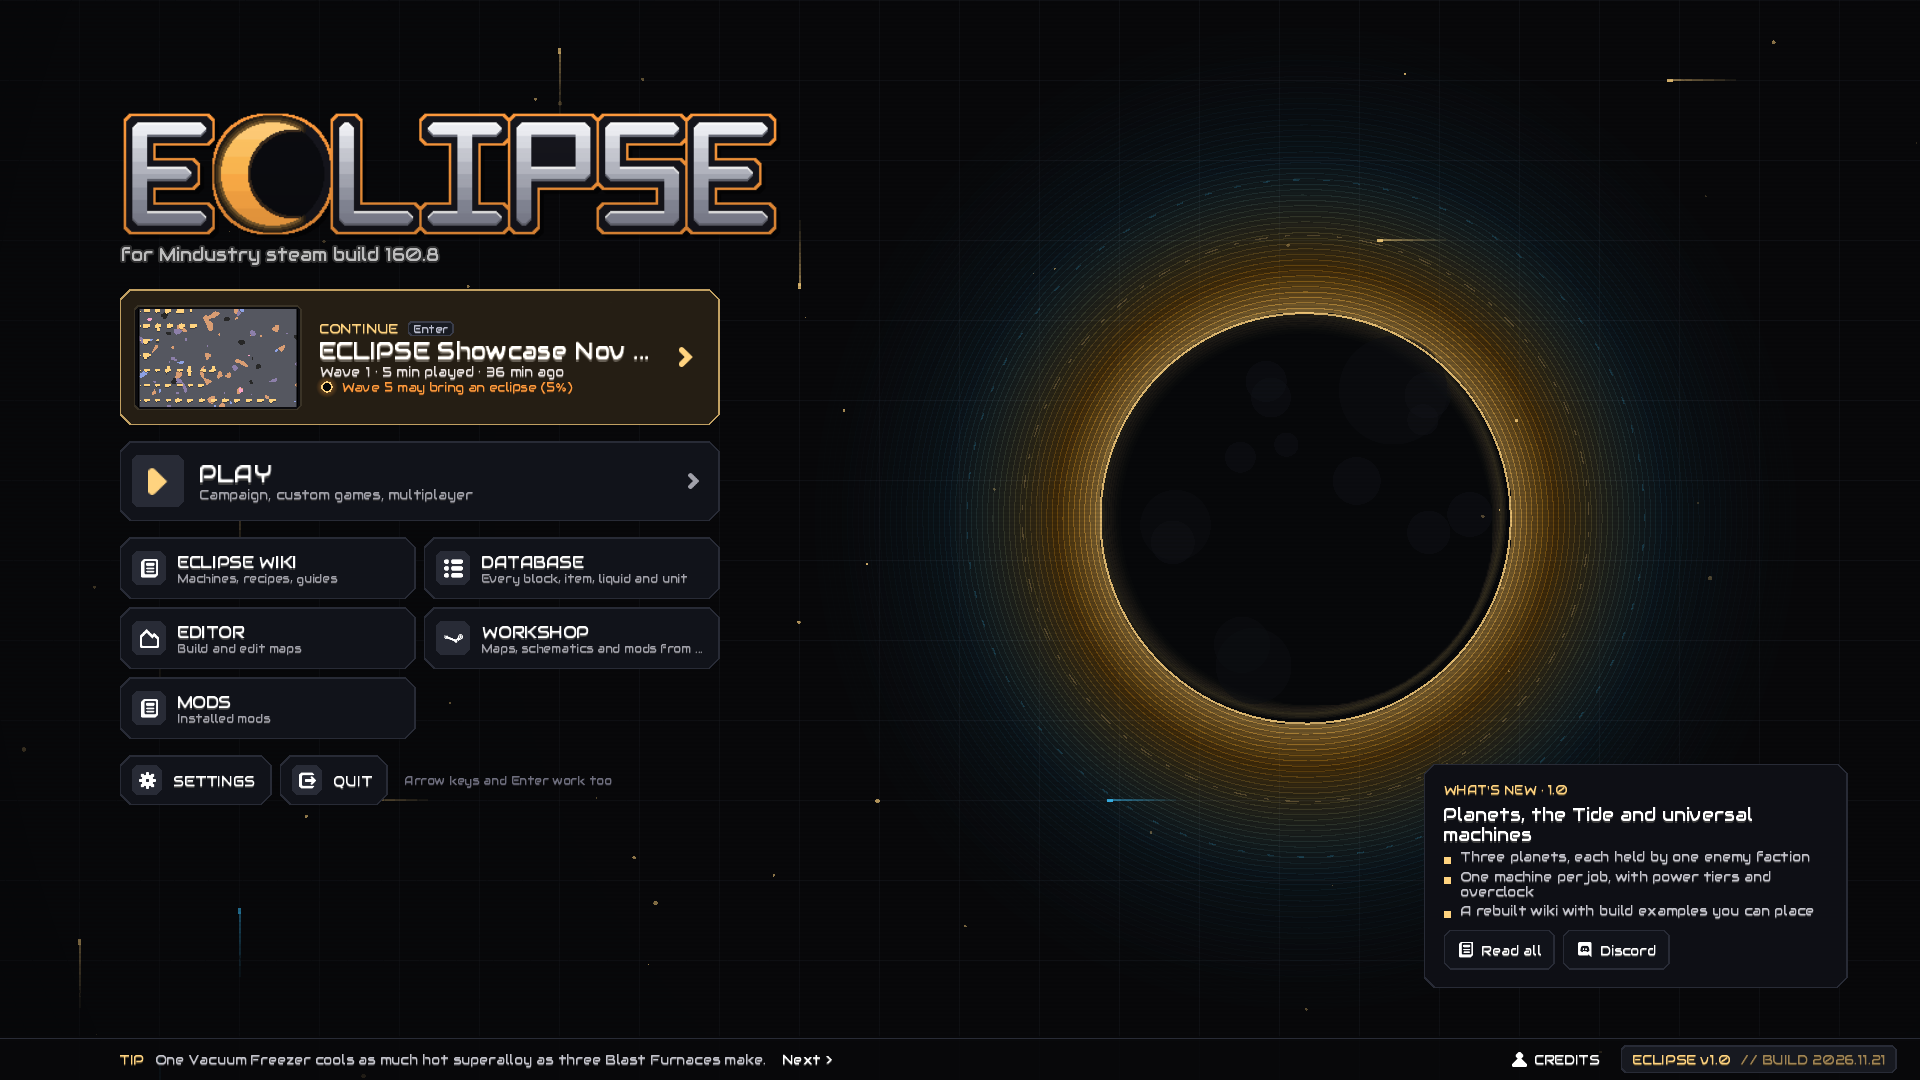 ECLIPSE
for Mindustry steam build 160.8
CONTINUE Enter
ECLIPSE Showcase Nov ...
Wave 1 · 5 min played · 36 min ago
Wave 5 may bring an eclipse (5%)
PLAY
Campaign, custom games, multiplayer
ECLIPSE WIKI
Machines, recipes, guides
DATABASE
Every block, item, liquid and unit
EDITOR
Build and edit maps
WORKSHOP
Maps, schematics and mods from ...
MODS
Installed mods
SETTINGS
QUIT
Arrow keys and Enter work too
WHAT'S NEW · 1.0
Planets, the Tide and universal
machines
Three planets, each held by one enemy faction
One machine per job, with power tiers and
overclock
A rebuilt wiki with build examples you can place
Read all
Discord
TIP One Vacuum Freezer cools as much hot superalloy as three Blast Furnaces make. Next >
CREDITS
ECLIPSE v1.0 // BUILD 2026.11.21